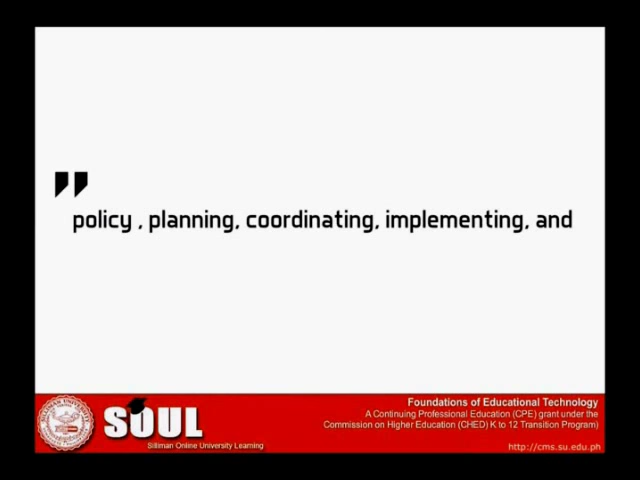 "
policy , planning, coordinating, implementing, and
SOUL
Silliman Online University Learning
Foundations of Educational Technology
A Continuing Professional Education (CPE) grant under the
Commission on Higher Education (CHED) K to 12 Transition Program)
http://cms.su.edu.ph